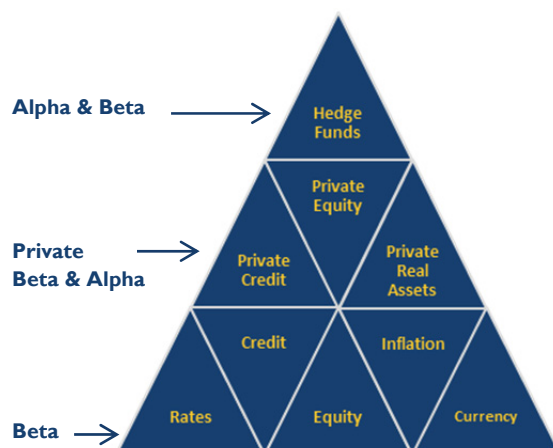 Alpha & Beta
Hedge
Funds
Private
Equity
Private
Beta & Alpha
Private
Credit
Private
Real
Assets
Credit
Inflation
Beta
Rates
Equity
Currency